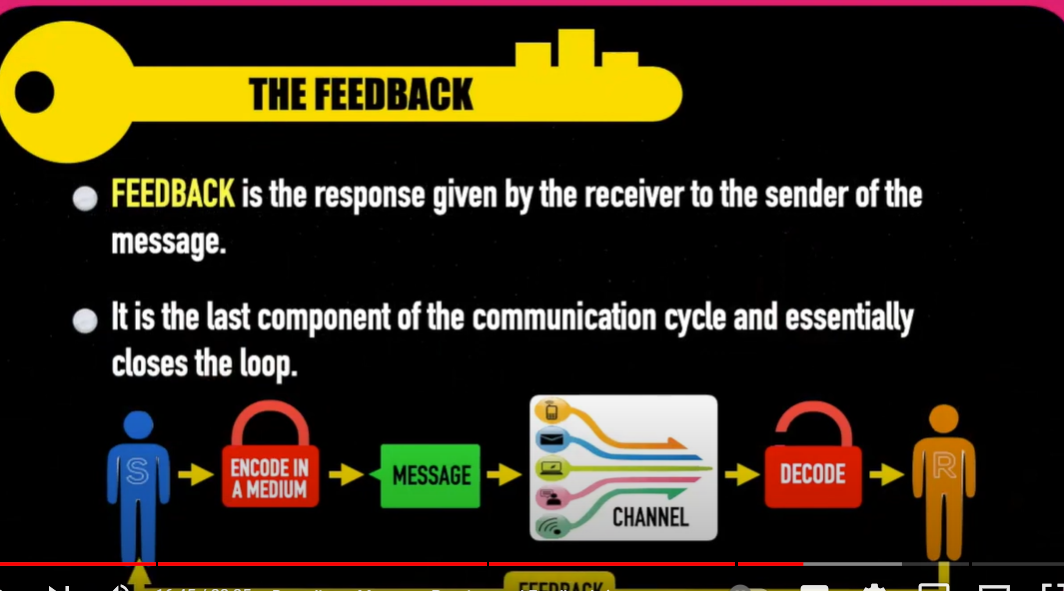 THE FEEDBACK
FEEDBACK is the response given by the receiver to the sender of the
message.
It is the last component of the communication cycle and essentially
closes the loop.
S
ENCODE IN
A MEDIUM
MESSAGE
CHANNEL
DECODE
R
FEEDBACK